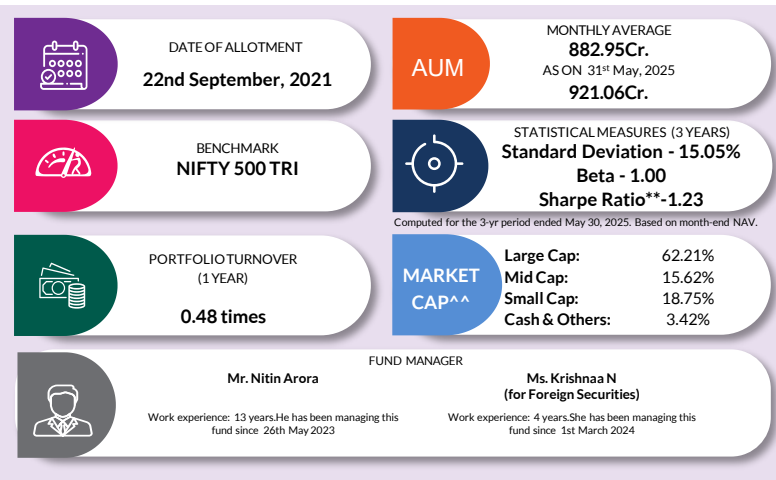 DATE OF ALLOTMENT
22nd September, 2021
AUM
MONTHLY AVERAGE
882.95Cr.
AS ON 31st May, 2025
921.06Cr.
BENCHMARK
NIFTY 500 TRI
STATISTICAL MEASURES (3 YEARS)
Standard Deviation - 15.05%
Beta - 1.00
Sharpe Ratio**-1.23
Computed for the 3-yr period ended May 30, 2025. Based on month-end NAV.
PORTFOLIO TURNOVER
(1 YEAR)
0.48 times
MARKET
CAP^^
Large Cap: 62.21%
Mid Cap: 15.62%
Small Cap: 18.75%
Cash & Others: 3.42%
FUND MANAGER
Mr. Nitin Arora
Work experience: 13 years.He has been managing this
fund since 26th May 2023
Ms. Krishnaa N
(for Foreign Securities)
Work experience: 4 years.She has been managing this
fund since 1st March 2024